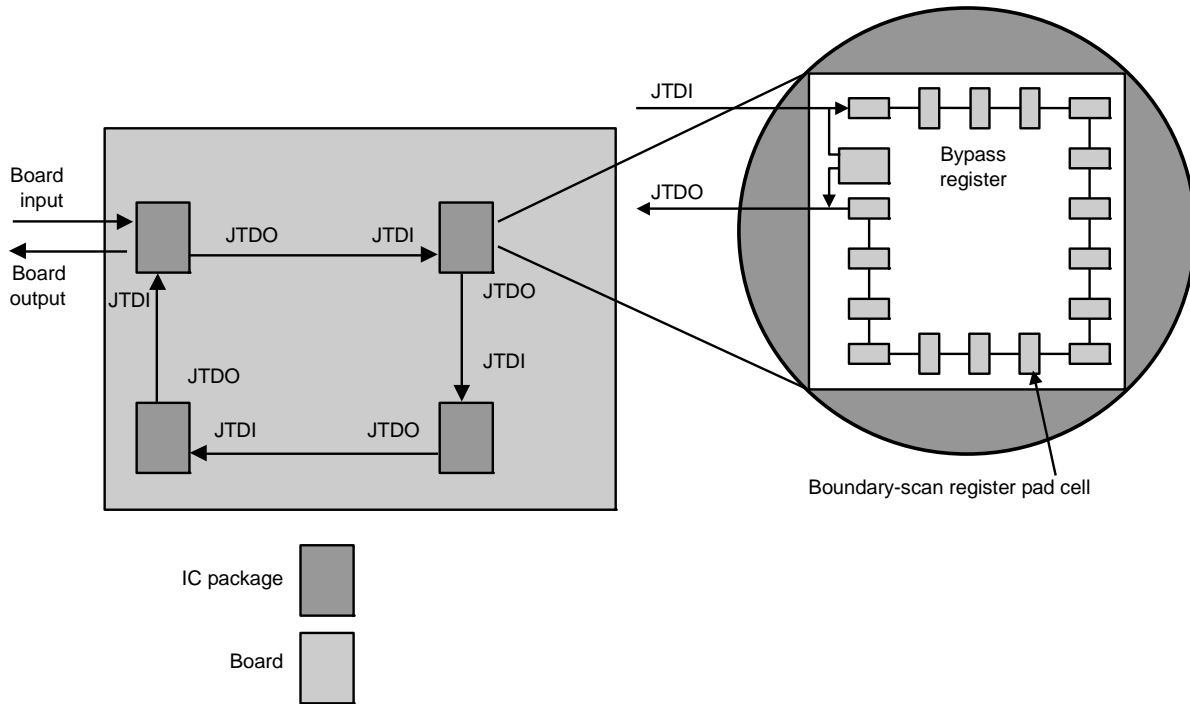 JTDI
Bypass
register
JTDO
Board
input
Board
output
JTDO
JTDI
JTDI
JTDO
JTDI
JTDO
JTDI
JTDO
Boundary-scan register pad cell
IC package
Board